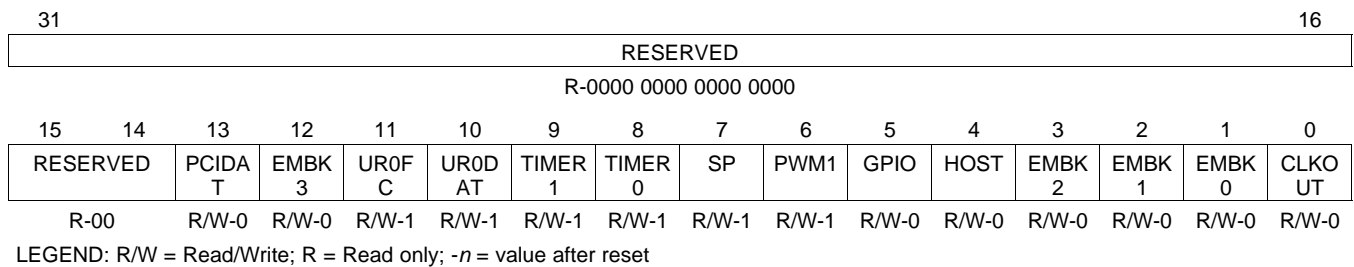 31 16
RESERVED
R-0000 0000 0000 0000
15 14 13 12 11 10 9 8 7 6 5 4 3 2 1 0
RESERVED PCIDA EMBK UR0F UR0D TIMER TIMER SP PWM1 GPIO HOST EMBK EMBK EMBK CLKO
T 3 C AT 1 0 2 1 0 UT
R-00 R/W-0 R/W-0 R/W-1 R/W-1 R/W-1 R/W-1 R/W-1 R/W-1 R/W-0 R/W-0 R/W-0 R/W-0 R/W-0 R/W-0
LEGEND: R/W = Read/Write; R = Read only; -n = value after reset